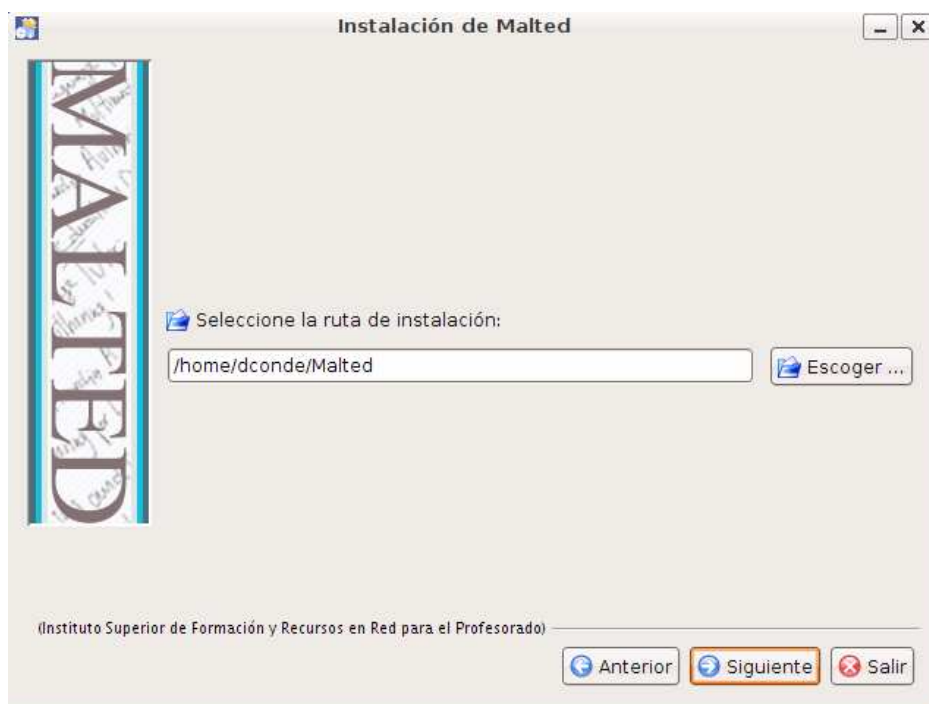 Instalación de Malted
MALTED
Seleccione la ruta de instalación:
/home/dconde/Malted
Escoger ...
(Instituto Superior de Formación y Recursos en Red para el Profesorado)
Anterior
Siguiente
Salir